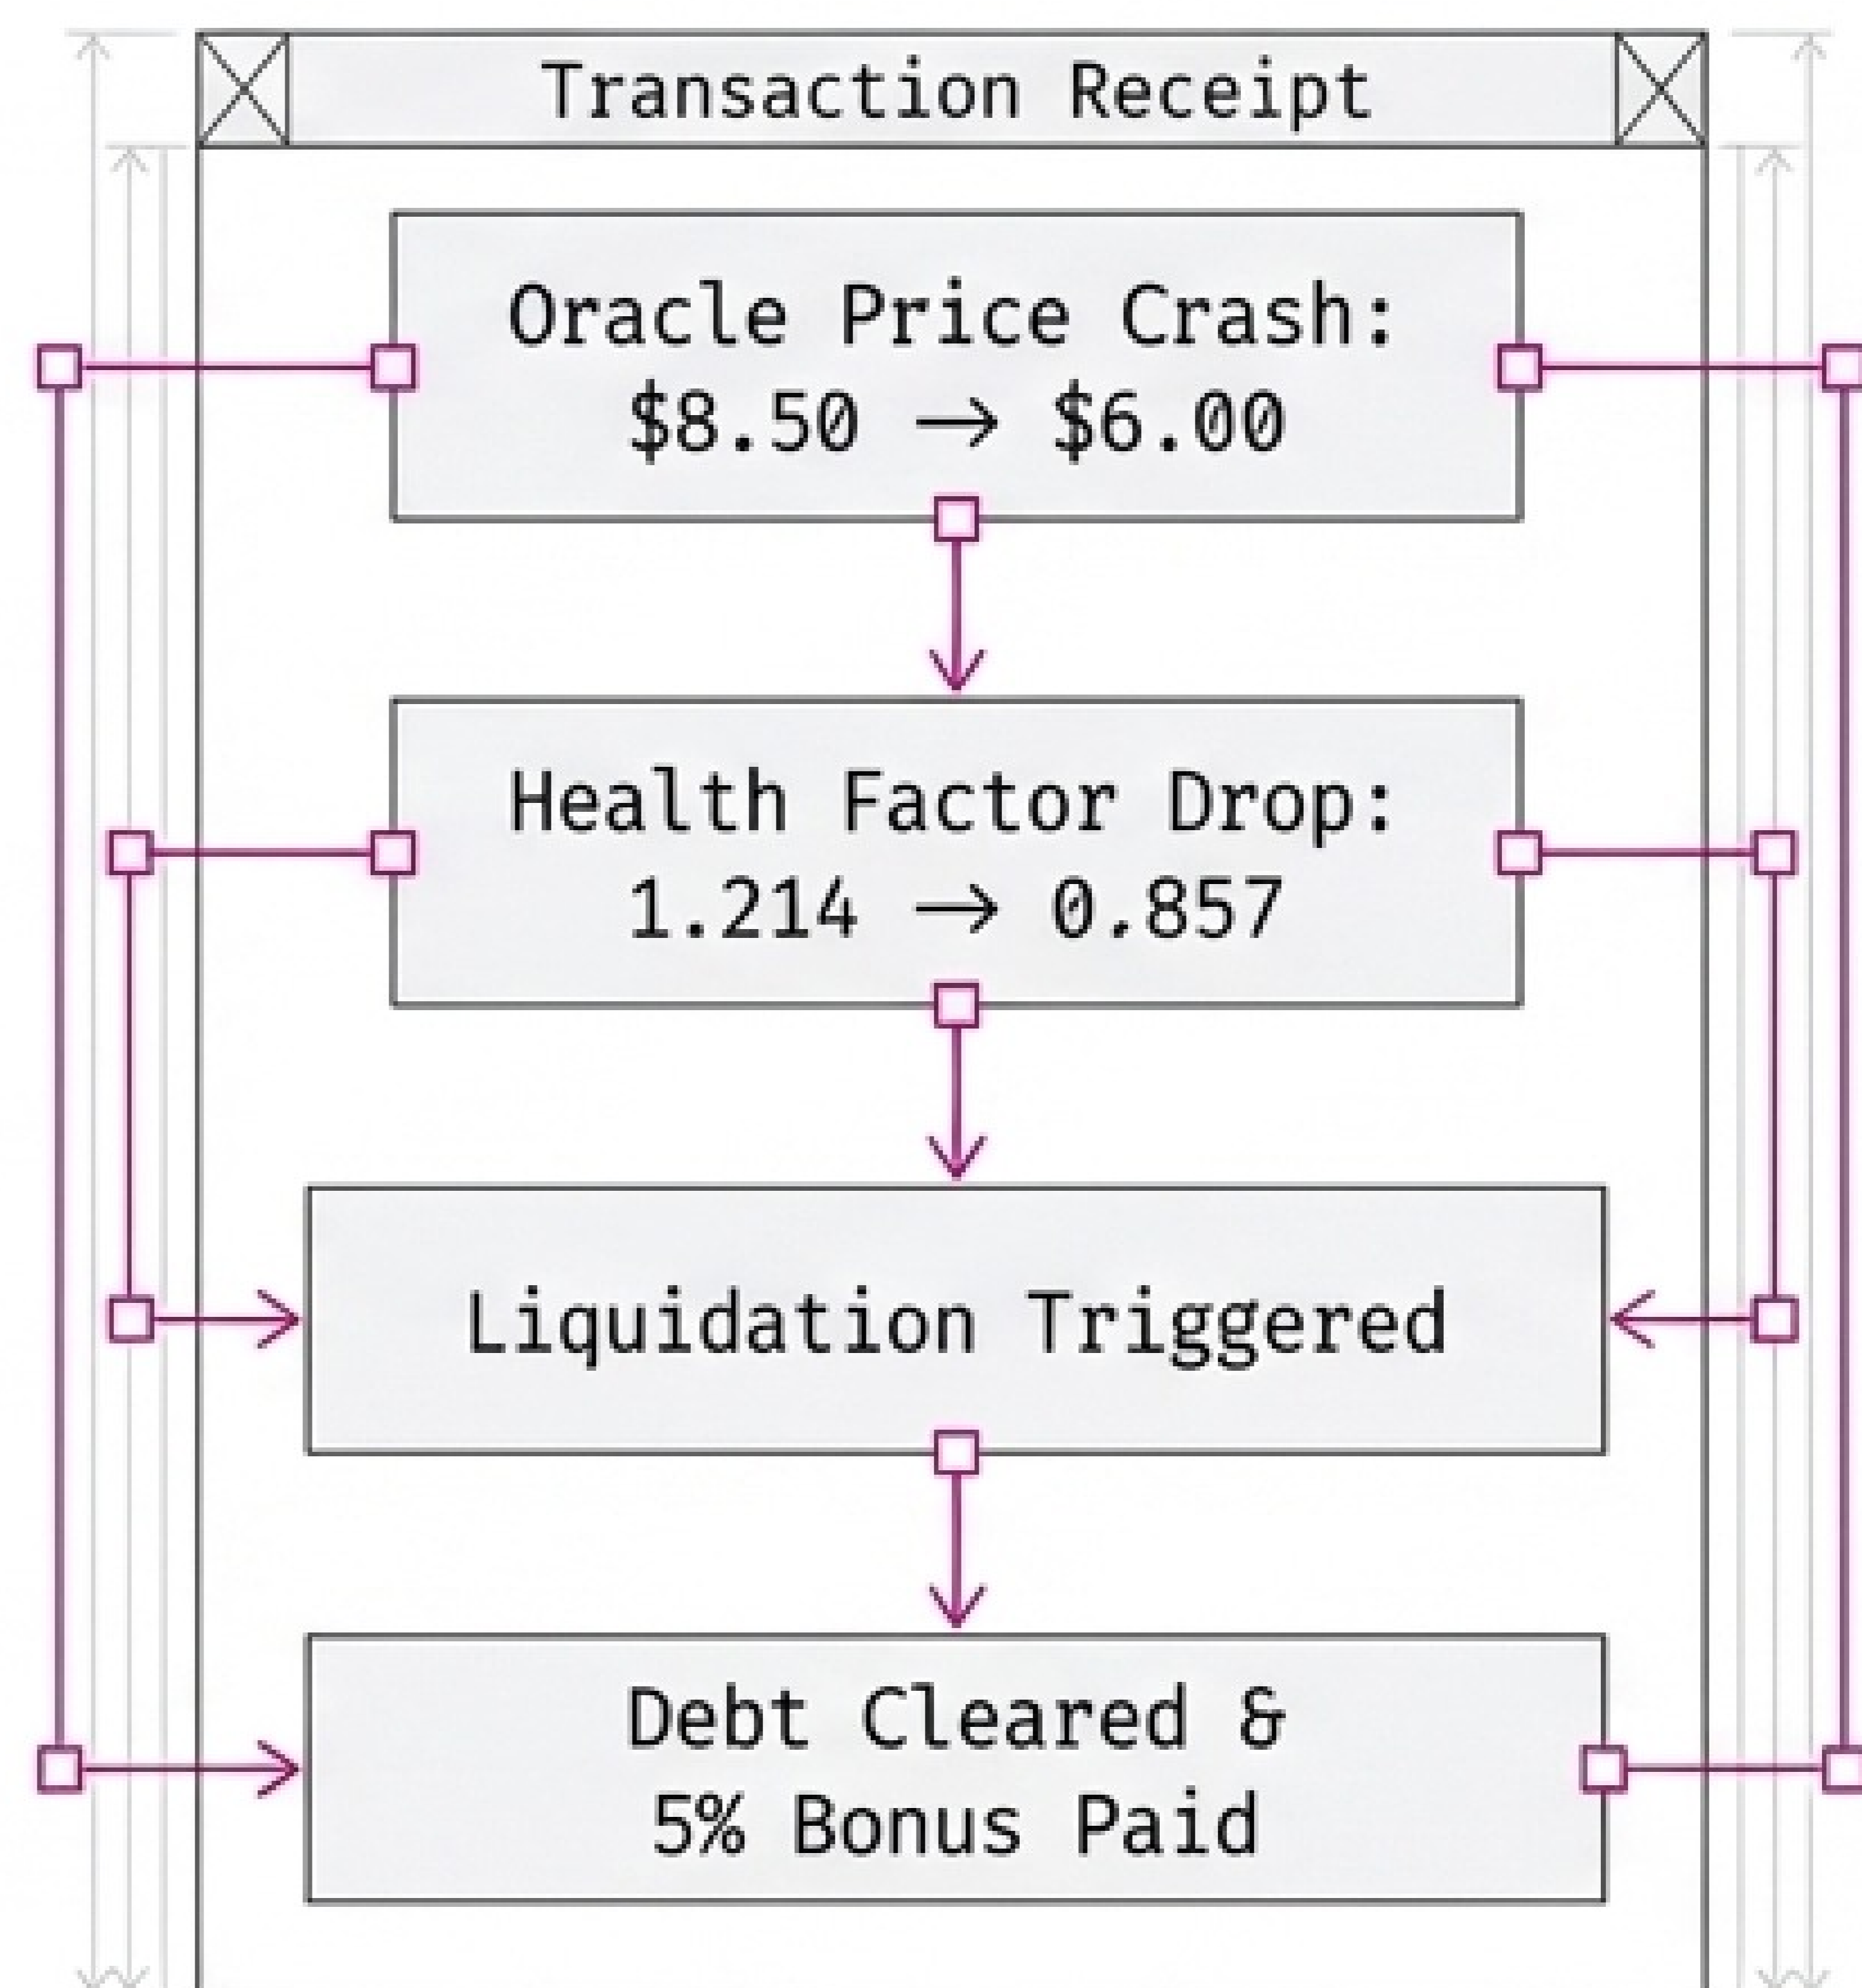 Transaction Receipt
Oracle Price Crash:
$8.50 → $6.00
Health Factor Drop:
1.214 → 0.857
Liquidation Triggered
Debt Cleared &
5% Bonus Paid